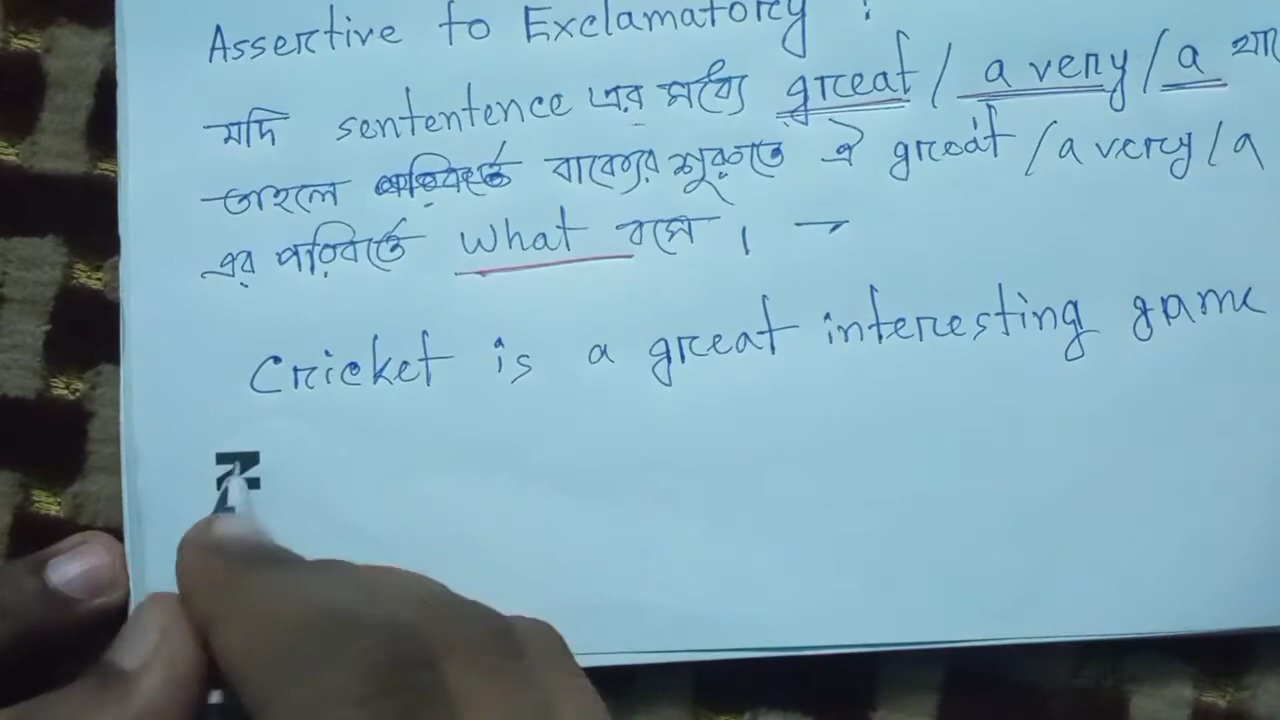 Assertive to Exclamatory :
যদি sententence এর মধ্যে great / a very / a থা
তাহলে বাক্যের শুরুতে ঐ great / a very / a
এর পরিবর্তে What বসে । →
Cricket is a great interesting game